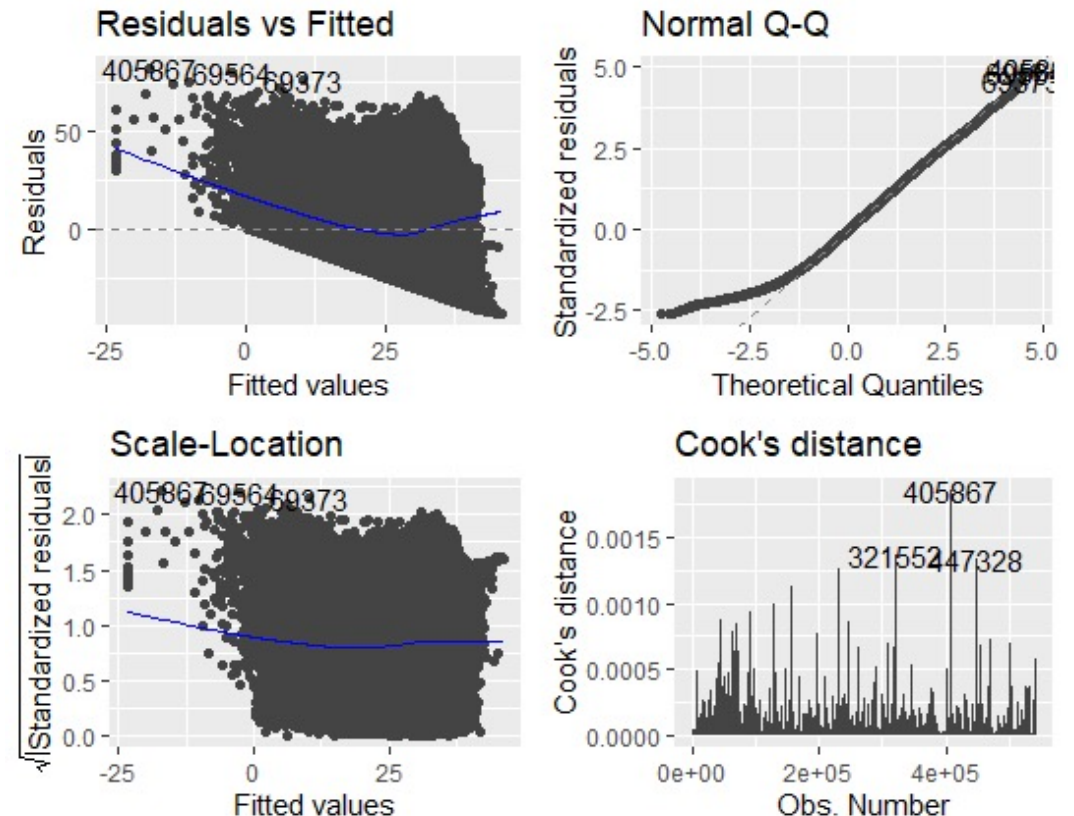 Residuals vs Fitted
Residuals
50
0
405867
69564
69373
-25
0
25
Fitted values
Normal Q-Q
Standardized residuals
5.0
2.5
0.0
-2.5
-5.0
-2.5
0.0
2.5
5.0
Theoretical Quantiles
Scale-Location
√|Standardized residuals|
2.0
1.5
1.0
0.5
0.0
405867
69564
69373
-25
0
25
Fitted values
Cook's distance
Cook's distance
0.0015
0.0010
0.0005
0.0000
405867
321552
447328
0e+00
2e+05
4e+05
Obs. Number